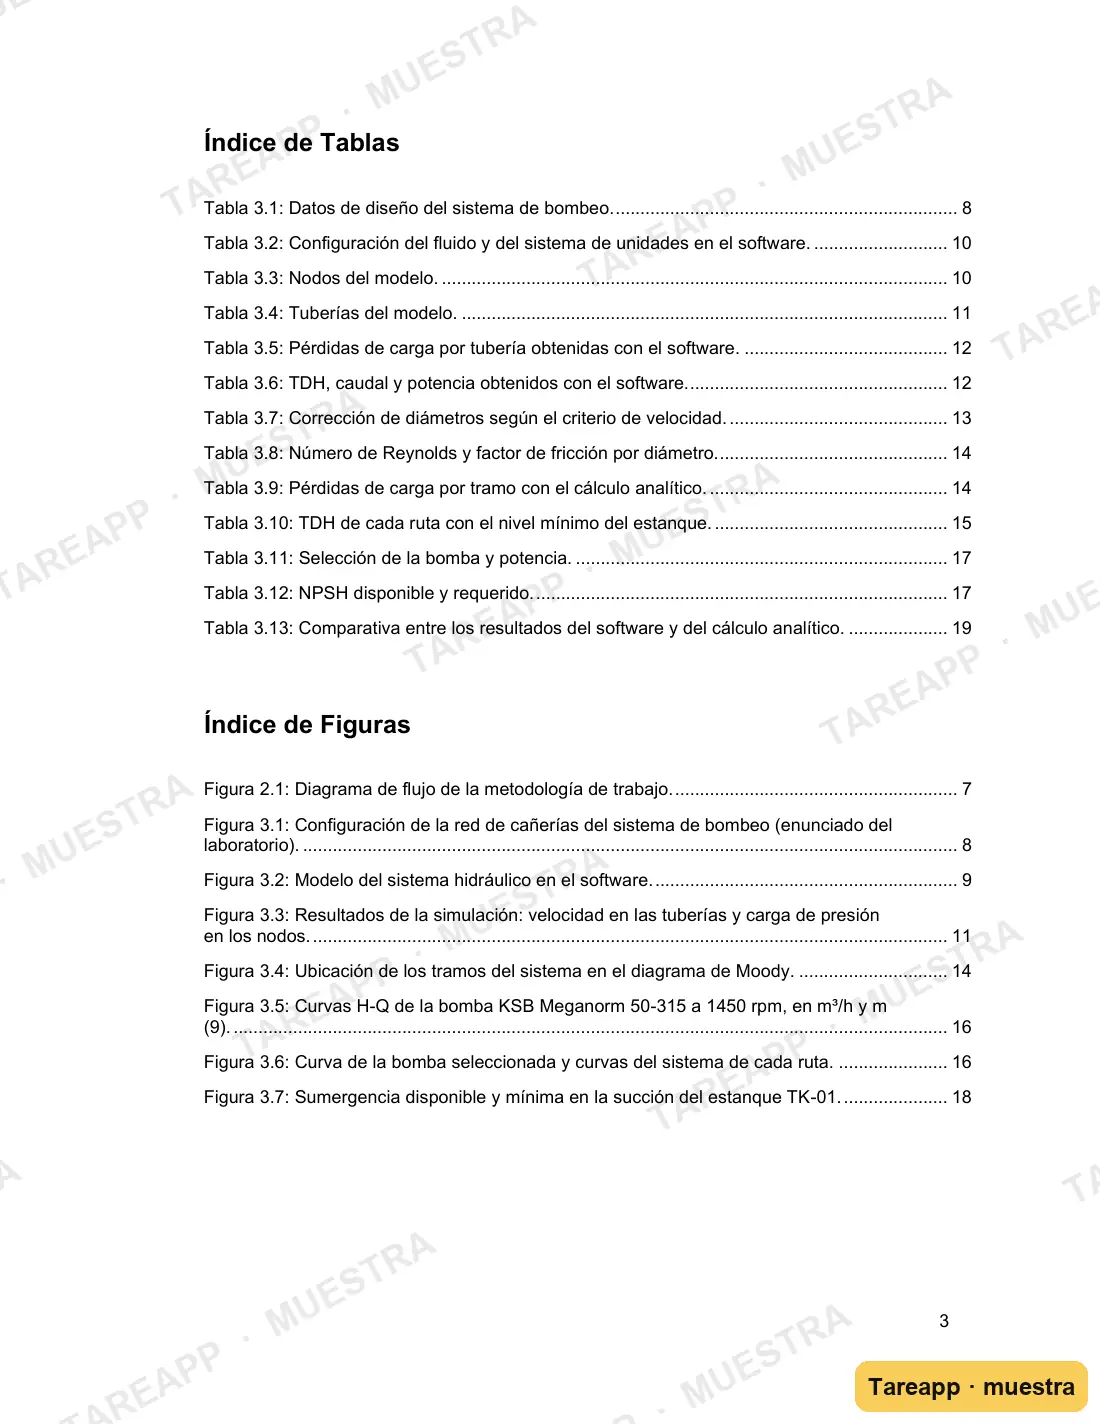 Índice de Tablas
Tabla 3.1: Datos de diseño del sistema de bombeo. 8
Tabla 3.2: Configuración del fluido y del sistema de unidades en el software. 10
Tabla 3.3: Nodos del modelo. 10
Tabla 3.4: Tuberías del modelo. 11
Tabla 3.5: Pérdidas de carga por tubería obtenidas con el software. 12
Tabla 3.6: TDH, caudal y potencia obtenidos con el software. 12
Tabla 3.7: Corrección de diámetros según el criterio de velocidad. 13
Tabla 3.8: Número de Reynolds y factor de fricción por diámetro. 14
Tabla 3.9: Pérdidas de carga por tramo con el cálculo analítico. 14
Tabla 3.10: TDH de cada ruta con el nivel mínimo del estanque. 15
Tabla 3.11: Selección de la bomba y potencia. 17
Tabla 3.12: NPSH disponible y requerido. 17
Tabla 3.13: Comparativa entre los resultados del software y del cálculo analítico. 19
Índice de Figuras
Figura 2.1: Diagrama de flujo de la metodología de trabajo. 7
Figura 3.1: Configuración de la red de cañerías del sistema de bombeo (enunciado del
laboratorio). 8
Figura 3.2: Modelo del sistema hidráulico en el software. 9
Figura 3.3: Resultados de la simulación: velocidad en las tuberías y carga de presión
en los nodos. 11
Figura 3.4: Ubicación de los tramos del sistema en el diagrama de Moody. 14
Figura 3.5: Curvas H-Q de la bomba KSB Meganorm 50-315 a 1450 rpm, en m³/h y m
(9). 16
Figura 3.6: Curva de la bomba seleccionada y curvas del sistema de cada ruta. 16
Figura 3.7: Sumergencia disponible y mínima en la succión del estanque TK-01. 18
3
Tareapp · muestra
TAREAPP · MUESTRA